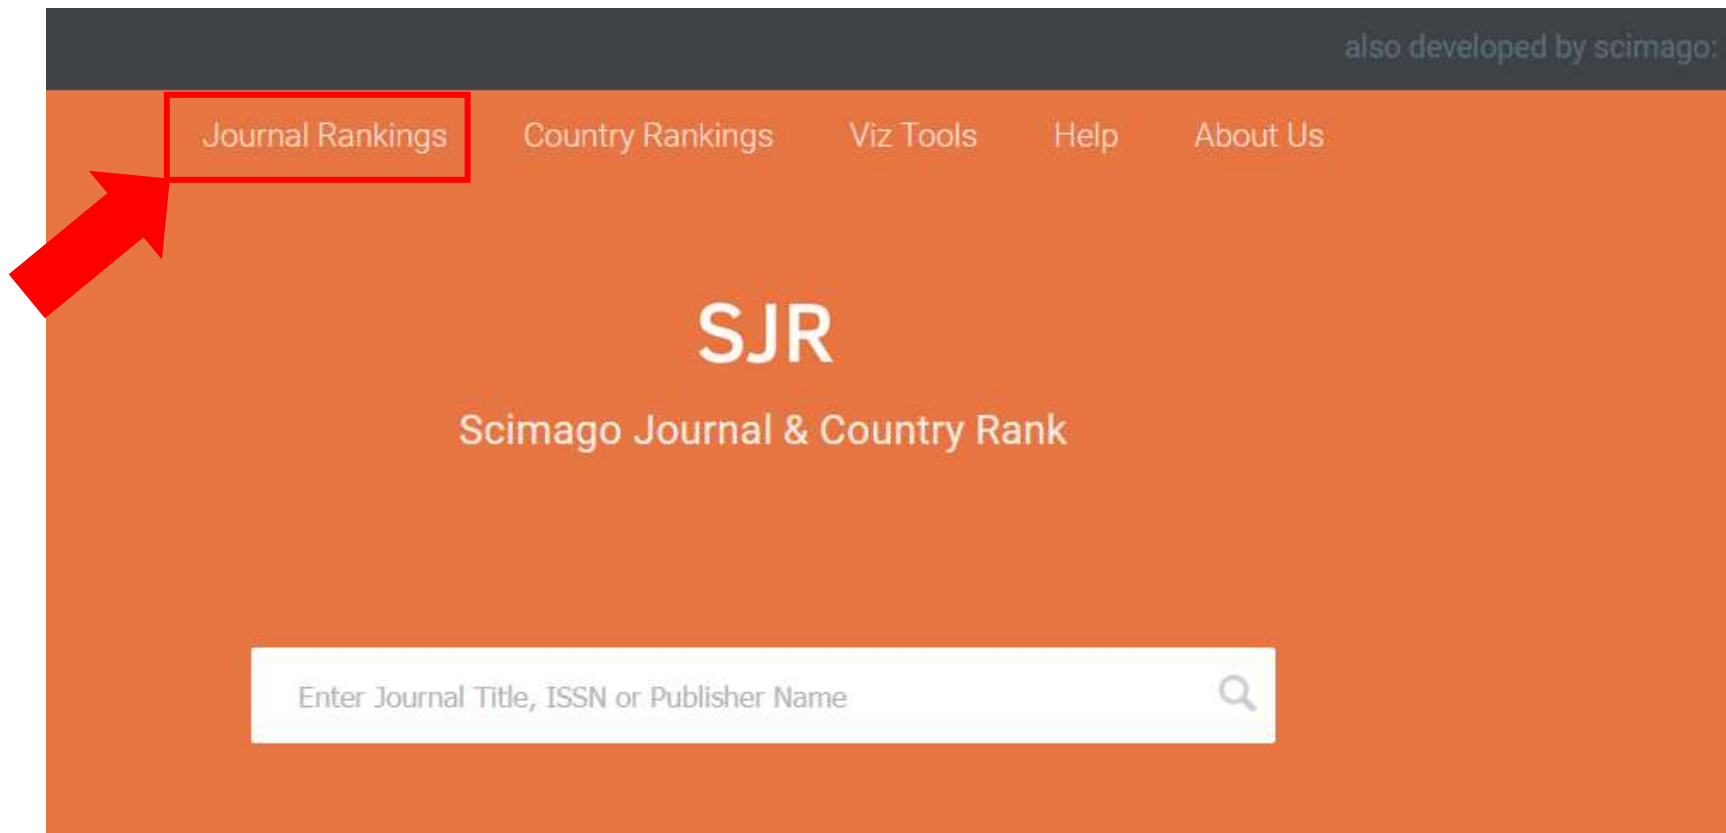 also developed by scimago:
Journal Rankings Country Rankings Viz Tools Help About Us
SJR
Scimago Journal & Country Rank
Enter Journal Title, ISSN or Publisher Name